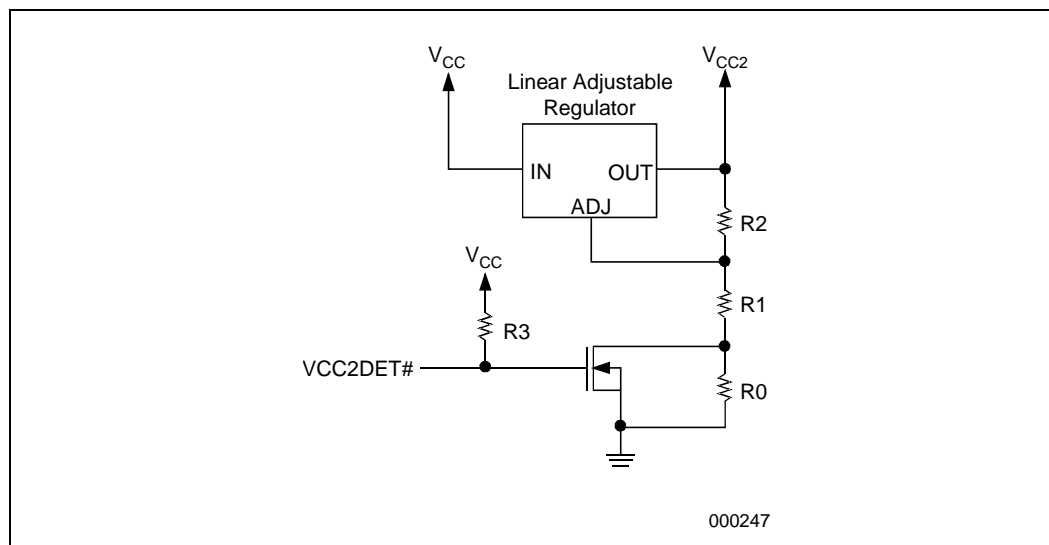 VCC
VCC2
Linear Adjustable
Regulator
IN
OUT
ADJ
R2
VCC
R1
R3
VCC2DET#
R0
000247